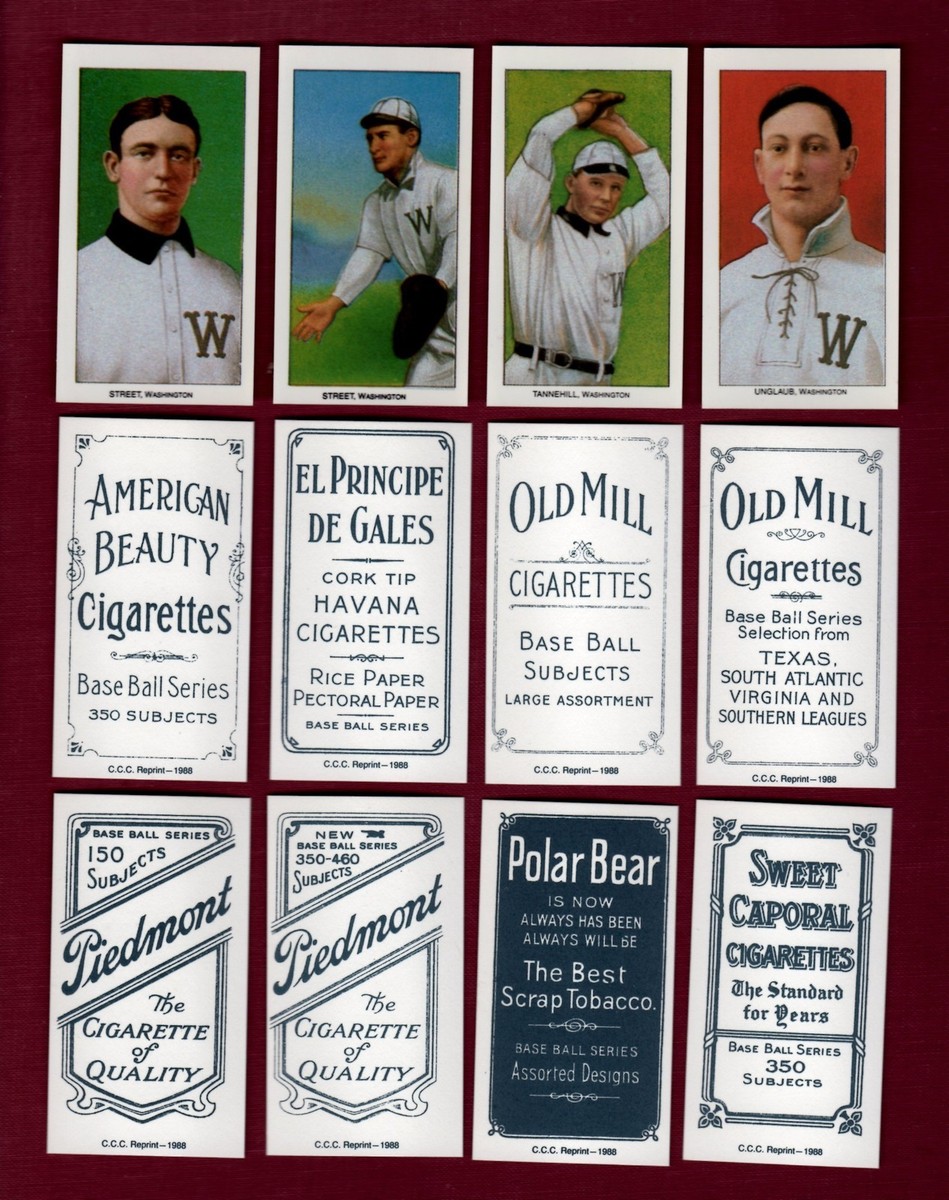 W
STREET, WASHINGTON
W
STREET, WASHINGTON
W
TANNEHILL, WASHINGTON
W
UNGLAUB, WASHINGTON
AMERICAN
BEAUTY
Cigarettes
Base Ball Series
350 SUBJECTS
C.C.C. Reprint—1988
EL PRINCIPE
DE GALES
CORK TIP
HAVANA
CIGARETTES
RICE PAPER
PECTORAL PAPER
BASE BALL SERIES
C.C.C. Reprint—1988
OLD MILL
CIGARETTES
BASE BALL
SUBJECTS
LARGE ASSORTMENT
C.C.C. Reprint—1988
OLD MILL
Cigarettes
Base Ball Series
Selection from
TEXAS,
SOUTH ATLANTIC
VIRGINIA AND
SOUTHERN LEAGUES
C.C.C. Reprint—1988
BASE BALL SERIES
150
SUBJECTS
Piedmont
The
CIGARETTE
of
QUALITY
C.C.C. Reprint—1988
NEW
BASE BALL SERIES
350-460
SUBJECTS
Piedmont
The
CIGARETTE
of
QUALITY
C.C.C. Reprint—1988
Polar Bear
IS NOW
ALWAYS HAS BEEN
ALWAYS WILL BE
The Best
Scrap Tobacco.
BASE BALL SERIES
Assorted Designs
C.C.C. Reprint—1988
SWEET
CAPORAL
CIGARETTES
The Standard
for Years
BASE BALL SERIES
350
SUBJECTS
C.C.C. Reprint—1988